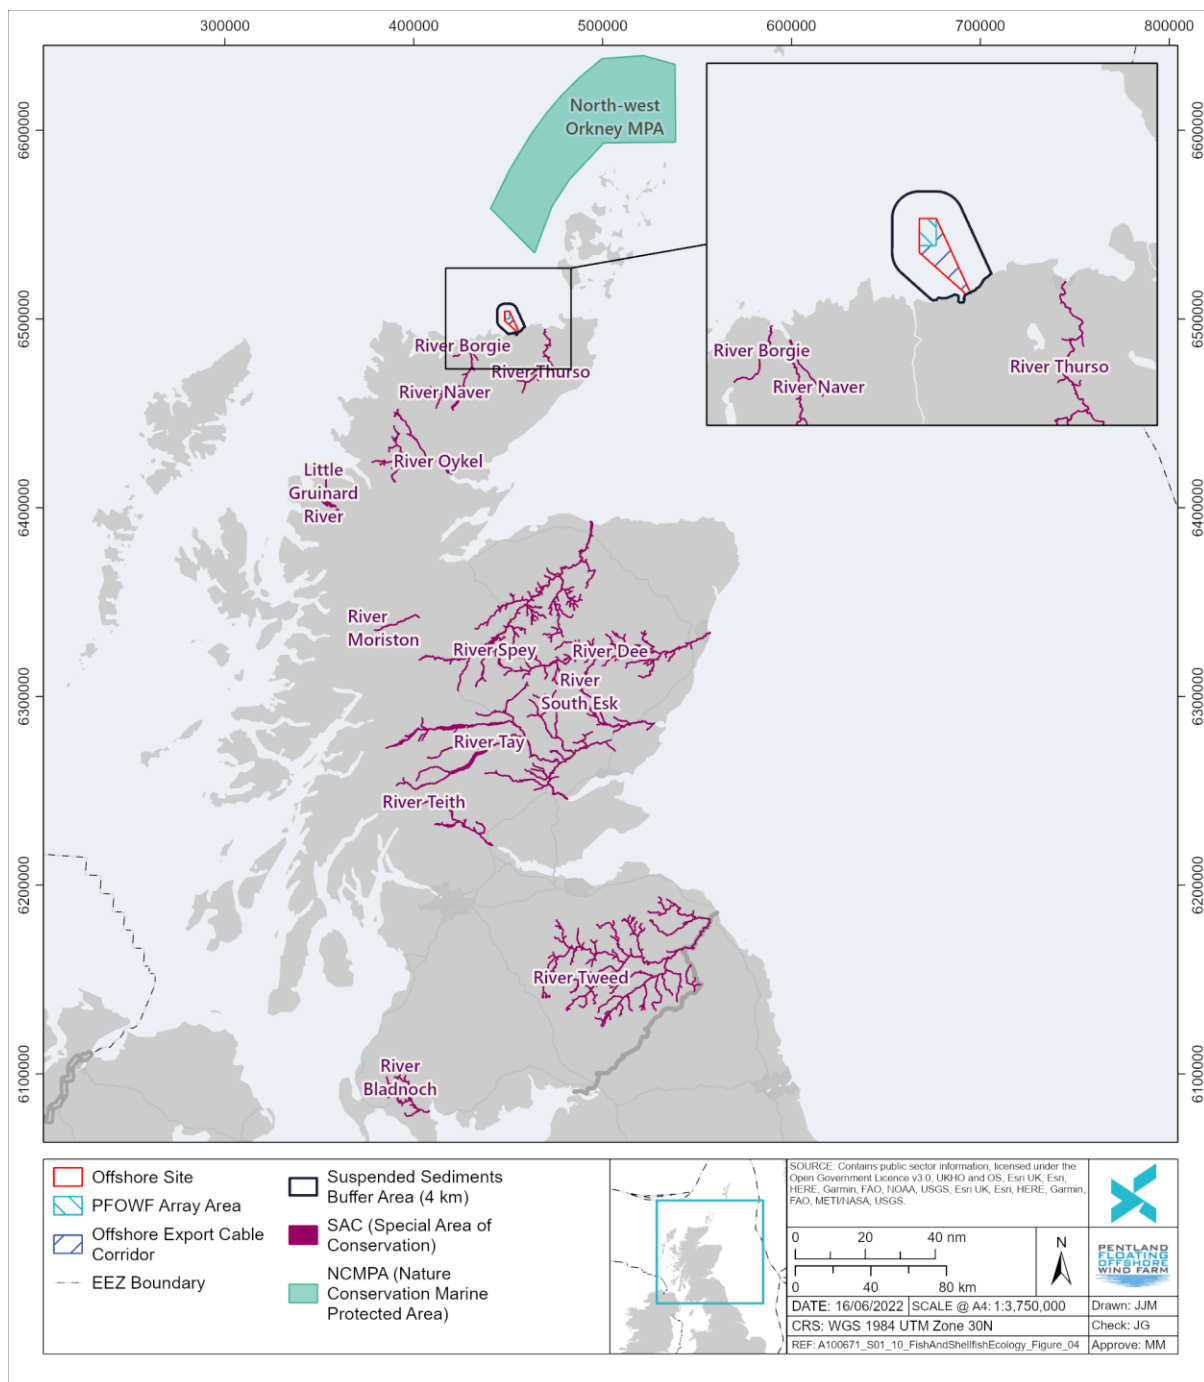 300000
400000
500000
600000
700000
800000
6600000
6500000
6400000
6300000
6200000
6100000
6600000
6500000
6400000
6300000
6200000
6100000
North-west
Orkney MPA
River Borgie
River Naver
River Thurso
River Borgie
River Thurso
River Naver
River Oykel
Little
Gruinard
River
River
Moriston
River Spey
River Dee
River
South Esk
River Tay
River Teith
River Tweed
River
Bladnoch
Offshore Site
PFOWF Array Area
Offshore Export Cable
Corridor
EEZ Boundary
Suspended Sediments
Buffer Area (4 km)
SAC (Special Area of
Conservation)
NCMPA (Nature
Conservation Marine
Protected Area)
SOURCE: Contains public sector information, licensed under the
Open Government Licence v3.0, UKHO and OS, Esri UK, Esri,
HERE, Garmin, FAO, NOAA, USGS, Esri UK, Esri, HERE, Garmin,
FAO, METI/NASA, USGS.
0 20 40 nm
0 40 80 km
N
PENTLAND
FLOATING
OFFSHORE
WIND FARM
DATE: 16/06/2022 SCALE @ A4: 1:3,750,000 Drawn: JJM
CRS: WGS 1984 UTM Zone 30N Check: JG
REF: A100671_S01_10_FishAndShellfishEcology_Figure_04 Approve: MM